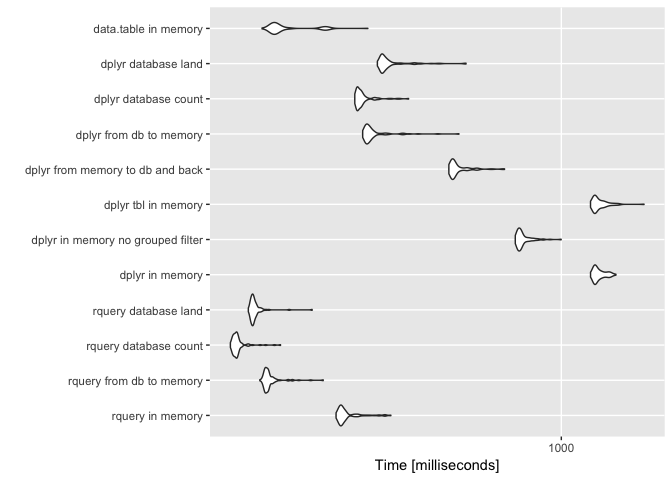 data.table in memory
dplyr database land
dplyr database count
dplyr from db to memory
dplyr from memory to db and back
dplyr tbl in memory
dplyr in memory no grouped filter
dplyr in memory
rquery database land
rquery database count
rquery from db to memory
rquery in memory
1000
Time [milliseconds]